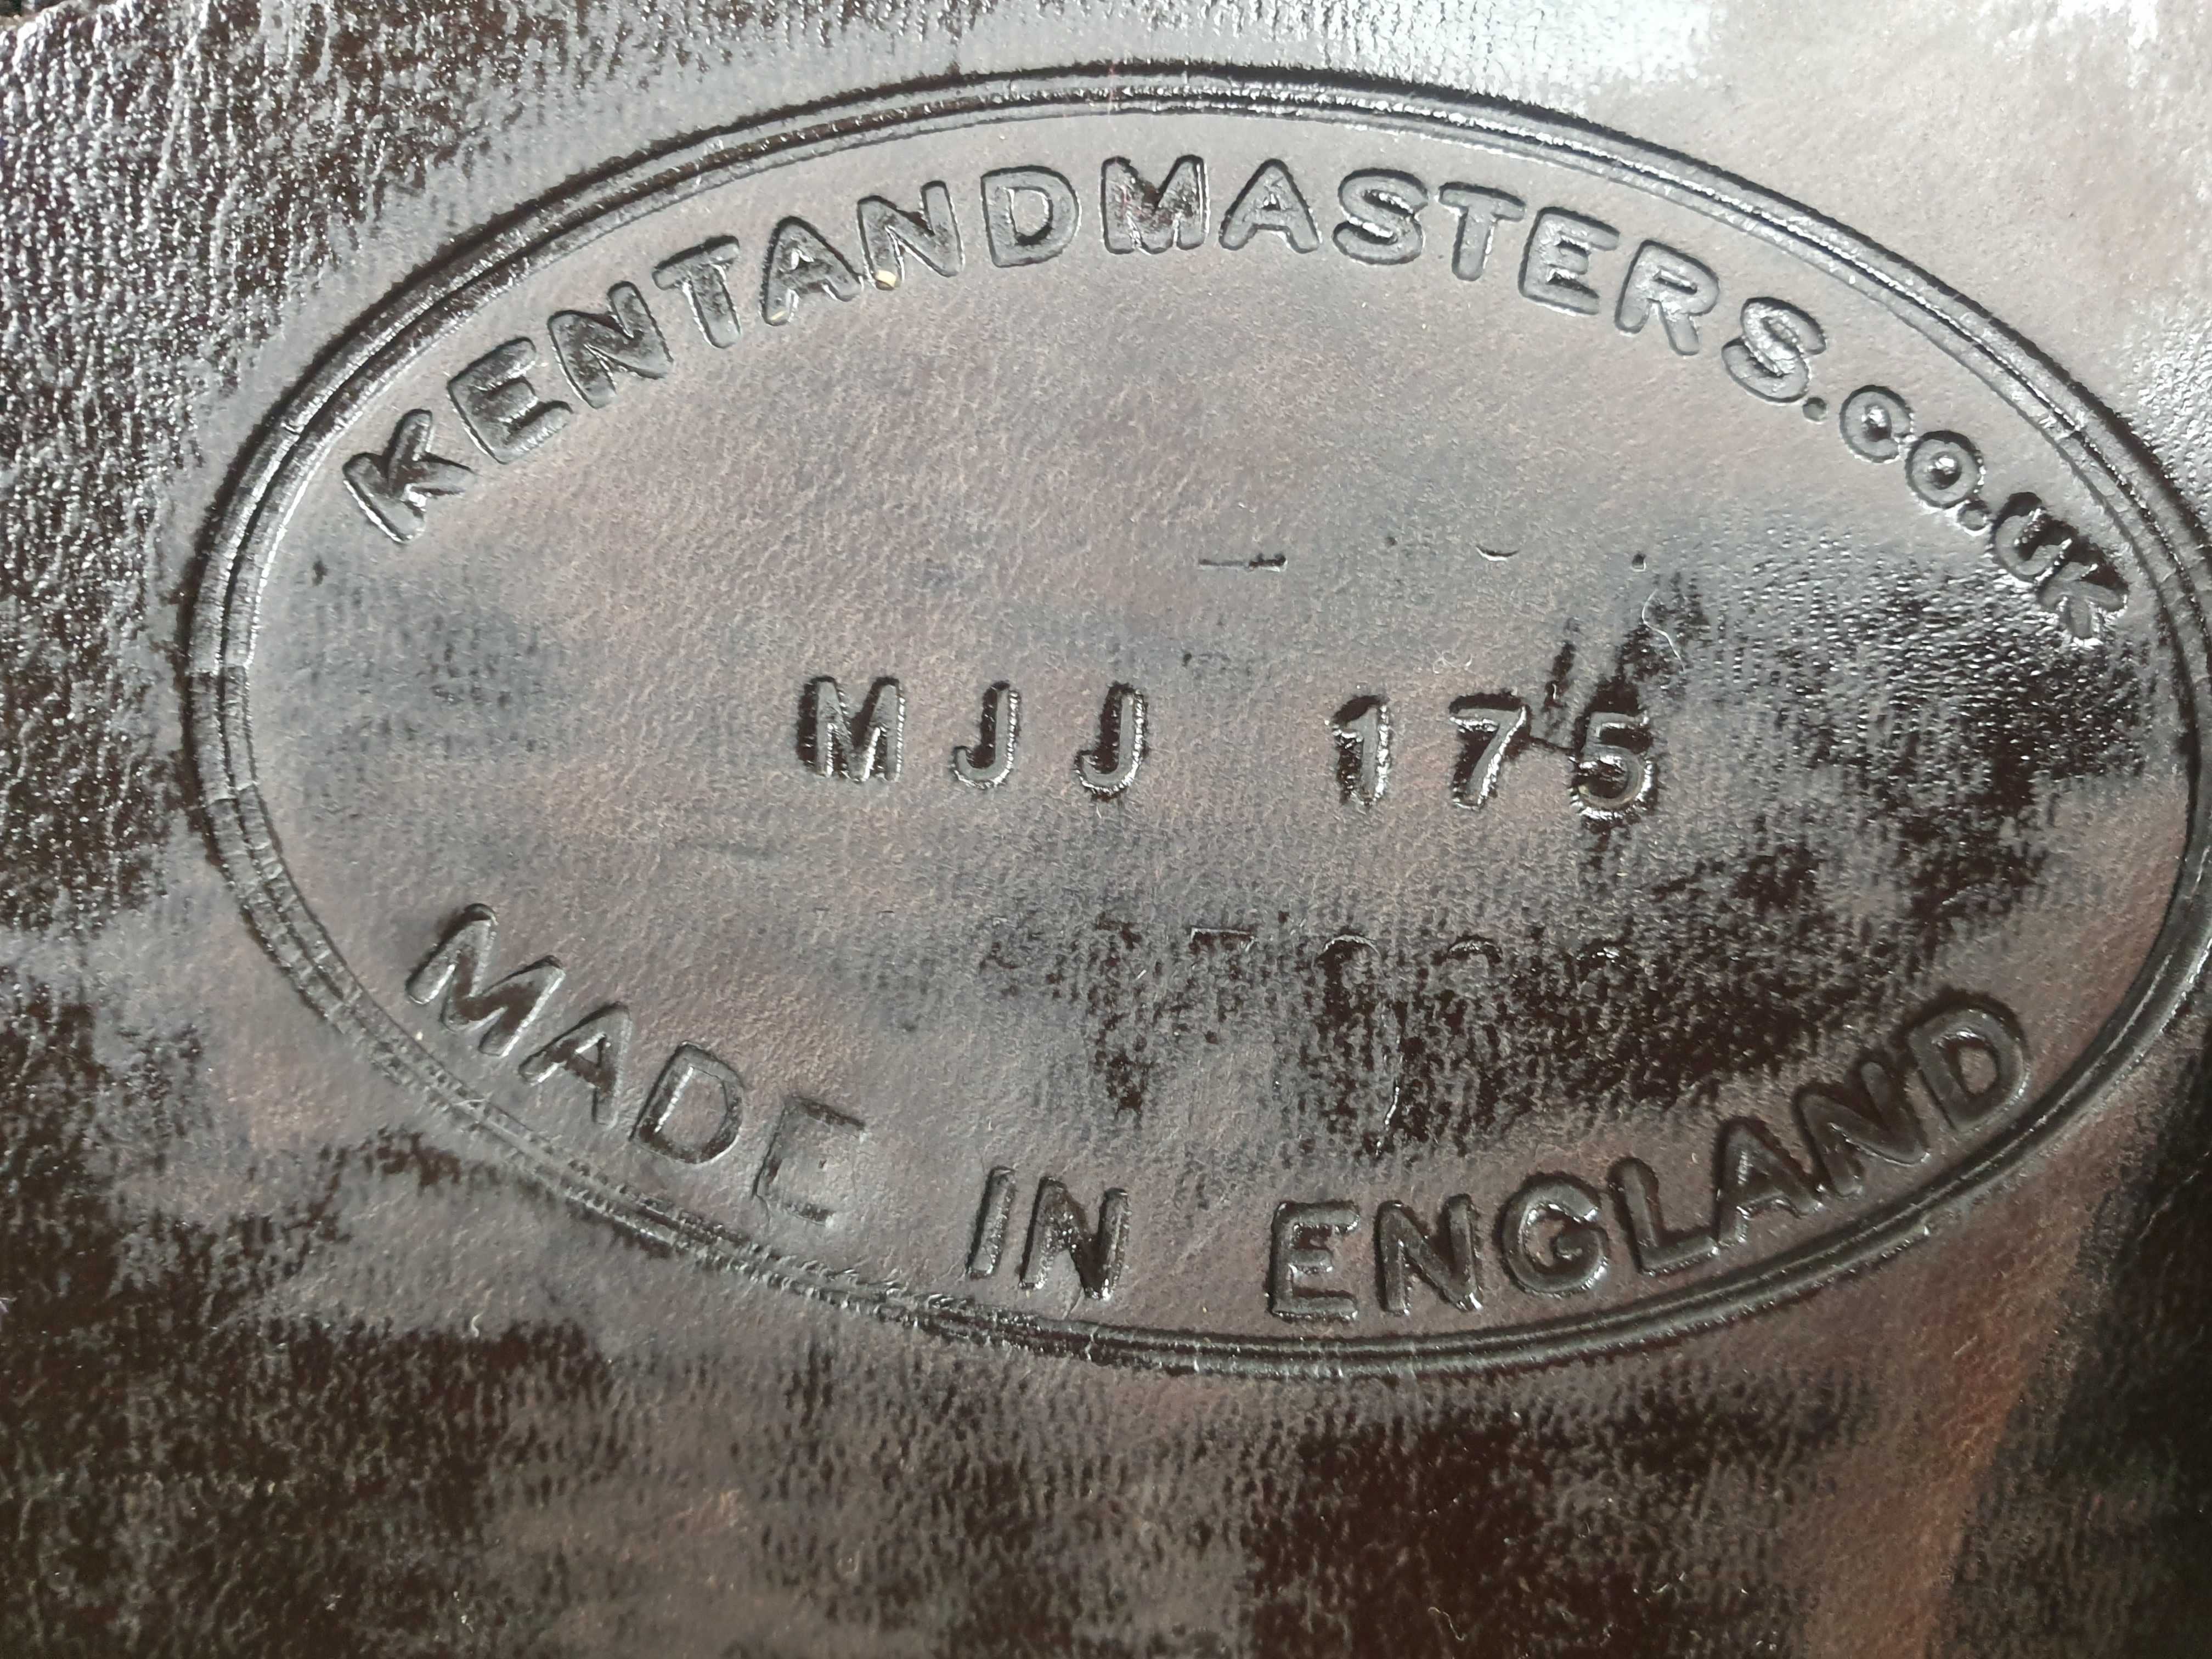 KENTANDMASTERS.CO.UK
MJJ 175
MADE IN ENGLAND